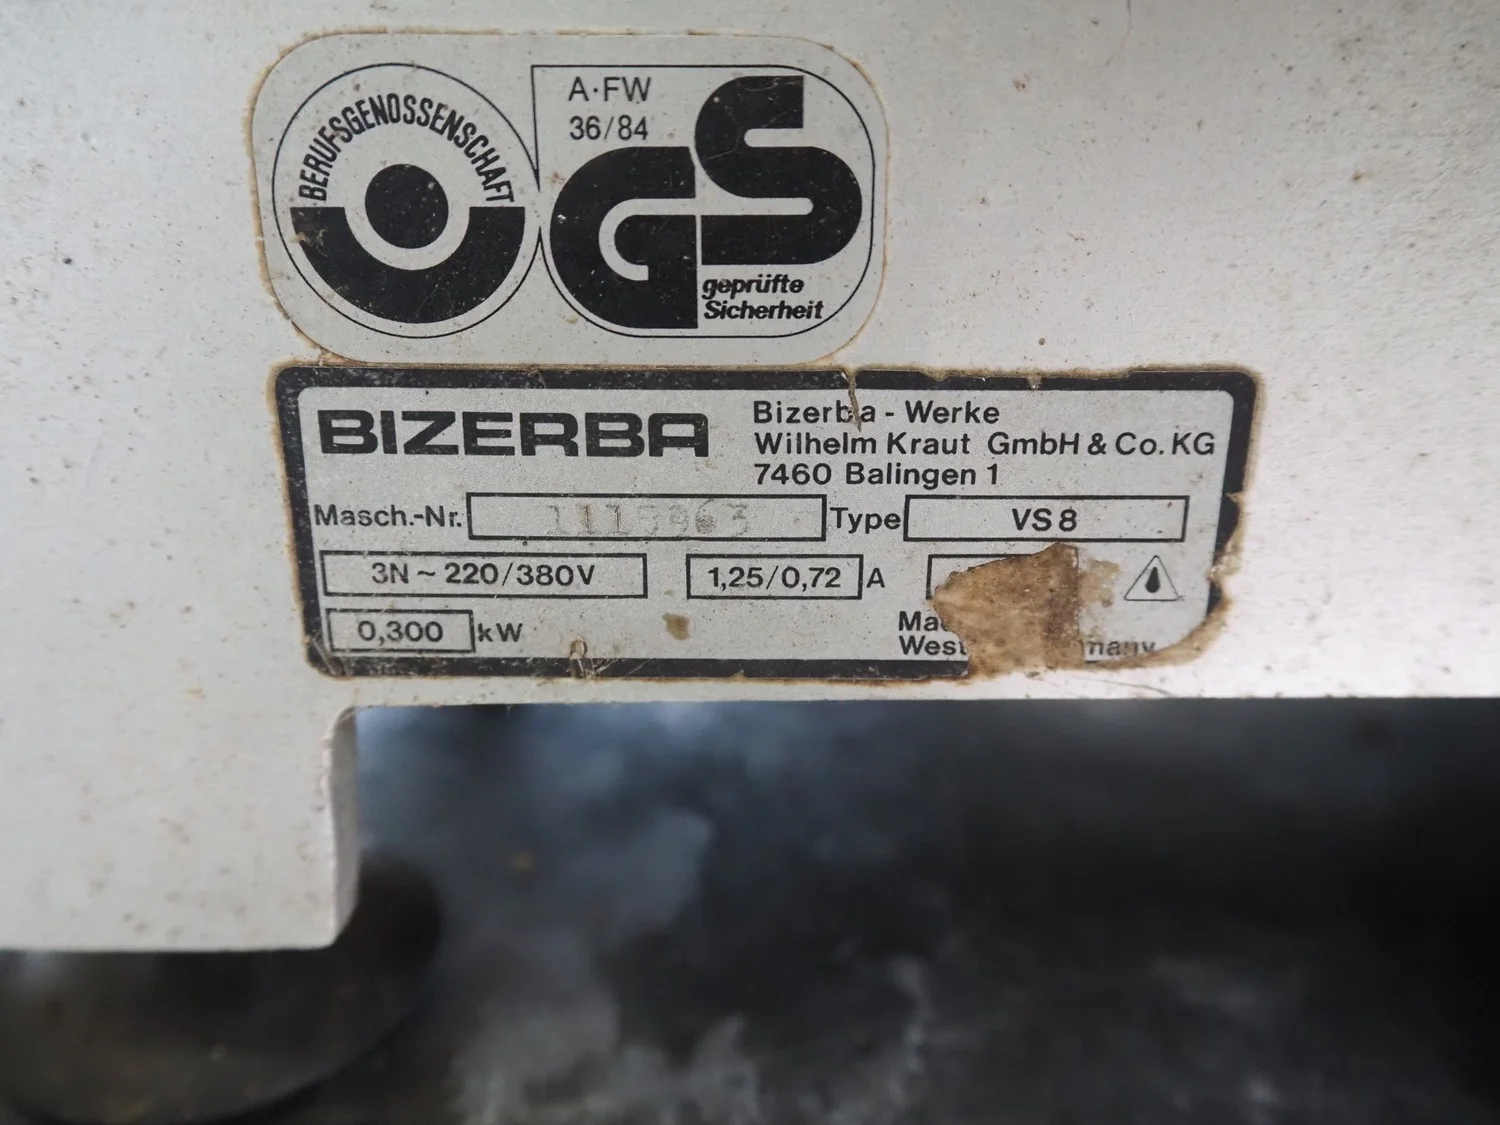 BERUFSGENOSSENSCHAFT
A·FW
36/84
GS
geprüfte
Sicherheit
BIZERBA
Bizerba - Werke
Wilhelm Kraut GmbH & Co. KG
7460 Balingen 1
Masch.-Nr. Type VS 8
3N ~ 220/380V 1,25/0,72 A
0,300 kW
West